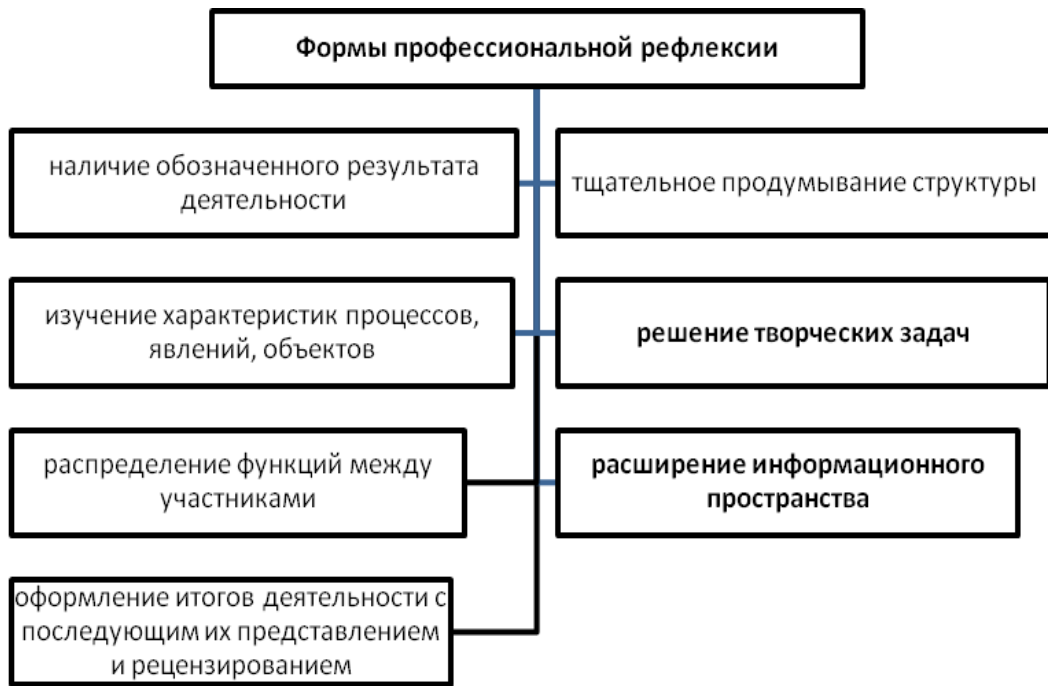 Формы профессиональной рефлексии
наличие обозначенного результата
деятельности
тщательное продумывание структуры
изучение характеристик процессов,
явлений, объектов
решение творческих задач
распределение функций между
участниками
расширение информационного
пространства
оформление итогов деятельности с
последующим их представлением
и рецензированием